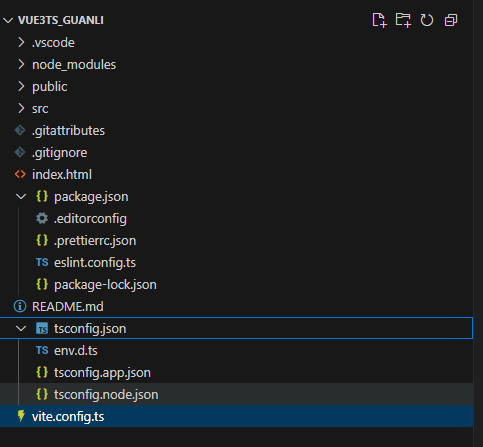 VUE3TS_GUANLI
.vscode
node_modules
public
src
.gitattributes
.gitignore
index.html
package.json
.editorconfig
.prettierrc.json
TS eslint.config.ts
package-lock.json
README.md
TS tsconfig.json
TS env.d.ts
tsconfig.app.json
tsconfig.node.json
vite.config.ts